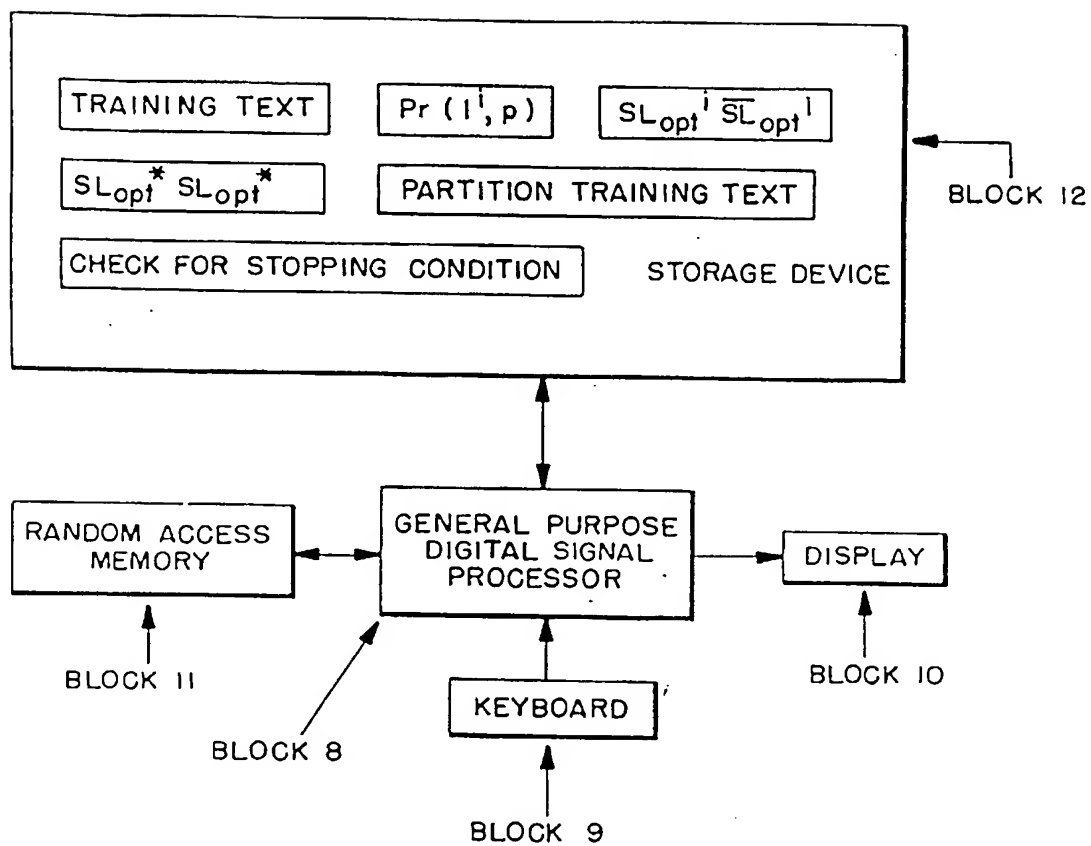 TRAINING TEXT
Pr (l^i, p)
SL_opt^i S̅L̅_opt^l
SL_opt^* SL_opt^*
PARTITION TRAINING TEXT
BLOCK 12
CHECK FOR STOPPING CONDITION
STORAGE DEVICE
RANDOM ACCESS
MEMORY
GENERAL PURPOSE
DIGITAL SIGNAL
PROCESSOR
DISPLAY
BLOCK 11
BLOCK 10
KEYBOARD
BLOCK 8
BLOCK 9